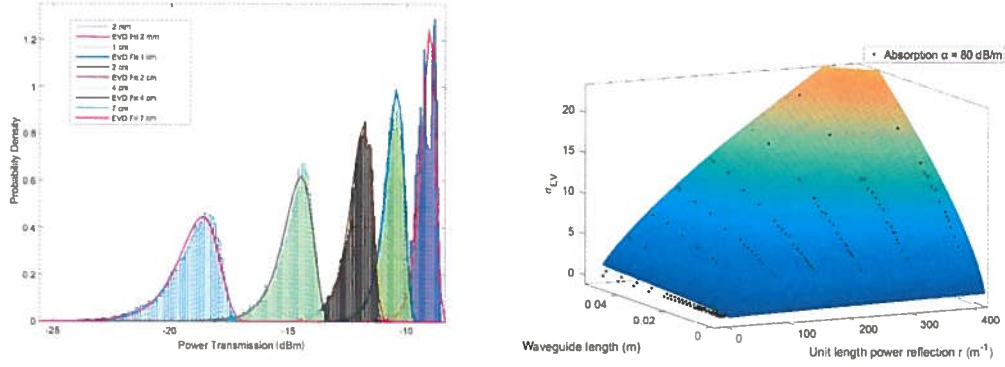 2 mm
EVD Fit 2 mm
1 cm
EVD Fit 1 cm
2 cm
EVD Fit 2 cm
4 cm
EVD Fit 4 cm
7 cm
EVD Fit 7 cm
Probability Density
1.2
1
0.8
0.6
0.4
0.2
0
-25
-20
-15
-10
Power Transmission (dBm)
Absorption α = 80 dB/m
σEV
20
15
10
5
0
0.04
0.02
0
Waveguide length (m)
0
100
200
300
400
Unit length power reflection r (m⁻¹)